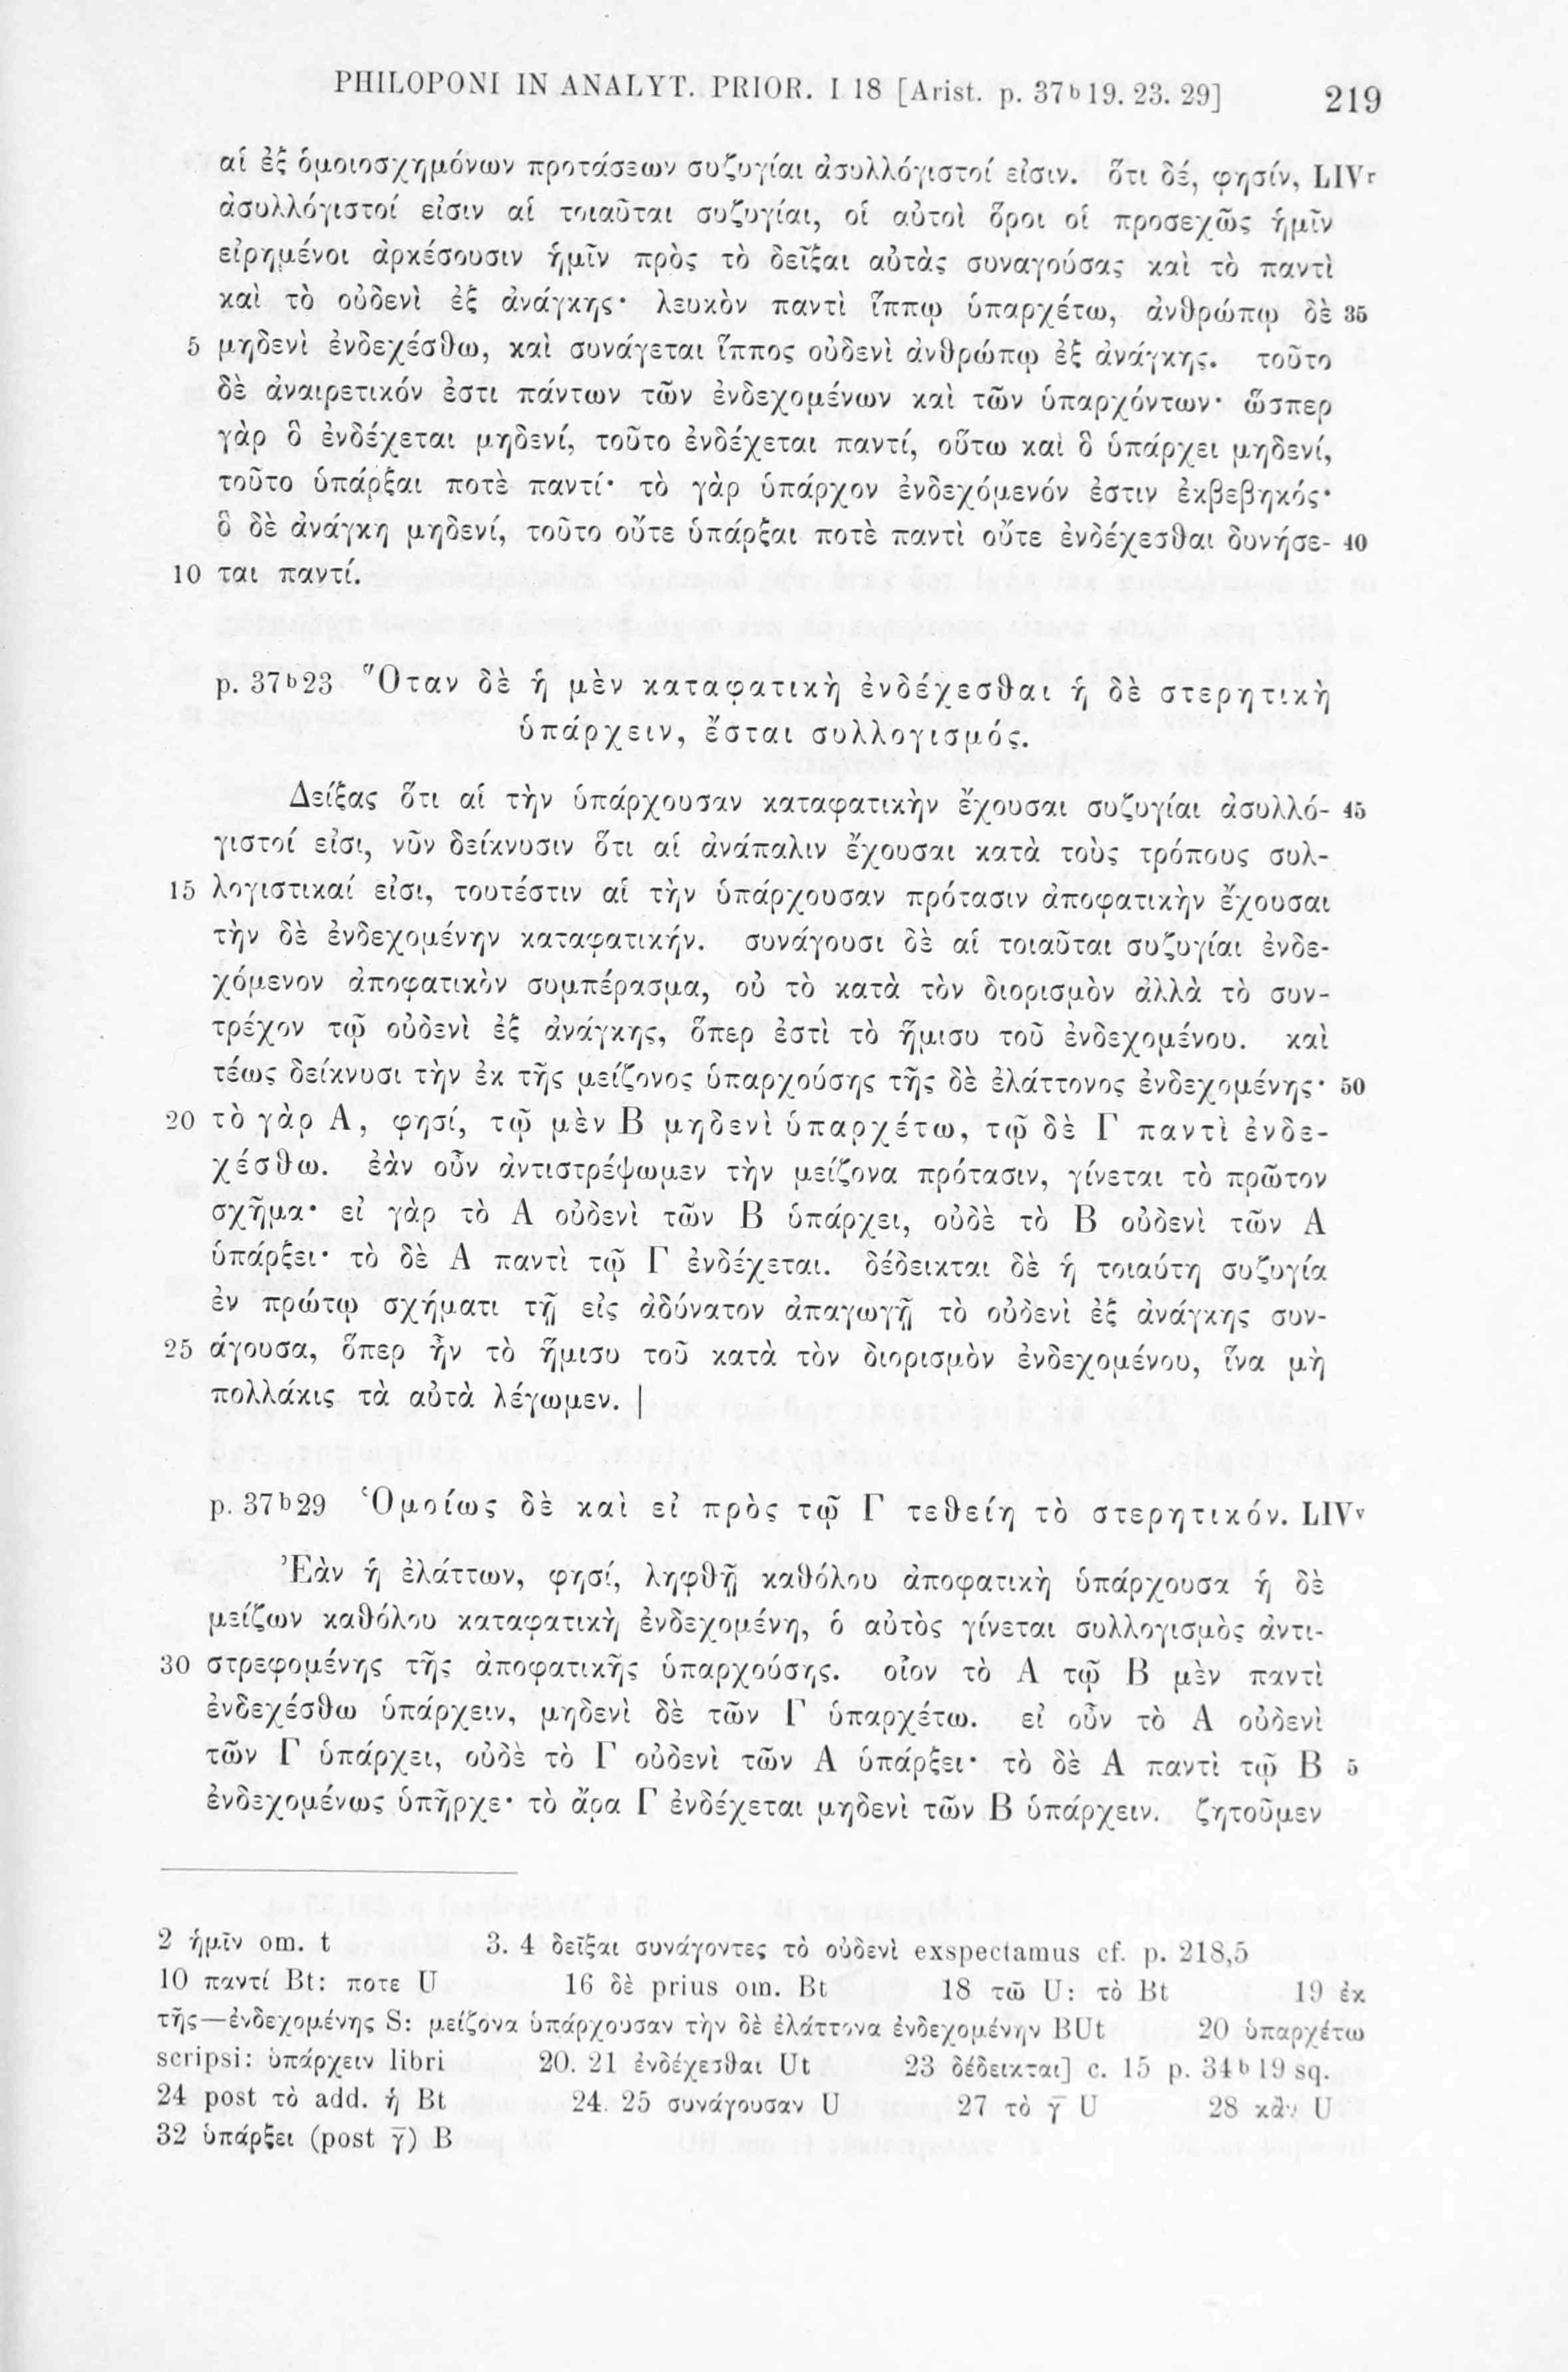 PHILOPONI IN ANALYT. PRIOR. I 18 [Arist. p. 37b19. 23. 29] 219
αἱ ἐξ ὁμοιοσχημόνων προτάσεων συζυγίαι ἀσυλλόγιστοί εἰσιν. ὅτι δέ, φησίν, LIVr
ἀσυλλόγιστοί εἰσιν αἱ τοιαῦται συζυγίαι, οἱ αὐτοὶ ὅροι οἱ προσεχῶς ἡμῖν
εἰρημένοι ἀρκέσουσιν ἡμῖν πρὸς τὸ δεῖξαι αὐτὰς συναγούσας καὶ τὸ παντὶ
καὶ τὸ οὐδενὶ ἐξ ἀνάγκης· λευκὸν παντὶ ἵππῳ ὑπαρχέτω, ἀνθρώπῳ δὲ 35
5 μηδενὶ ἐνδεχέσθω, καὶ συνάγεται ἵππος οὐδενὶ ἀνθρώπῳ ἐξ ἀνάγκης. τοῦτο
δὲ ἀναιρετικόν ἐστι πάντων τῶν ἐνδεχομένων καὶ τῶν ὑπαρχόντων· ὥσπερ
γὰρ ὃ ἐνδέχεται μηδενί, τοῦτο ἐνδέχεται παντί, οὕτω καὶ ὃ ὑπάρχει μηδενί,
τοῦτο ὑπάρξαι ποτὲ παντί· τὸ γὰρ ὑπάρχον ἐνδεχόμενόν ἐστιν ἐκβεβηκός·
ὃ δὲ ἀνάγκη μηδενί, τοῦτο οὔτε ὑπάρξαι ποτὲ παντὶ οὔτε ἐνδέχεσθαι δυνήσε- 40
10 ται παντί.
p. 37b23 Ὅταν δὲ ἡ μὲν καταφατικὴ ἐνδέχεσθαι ἡ δὲ στερητικὴ
ὑπάρχειν, ἔσται συλλογισμός.
Δείξας ὅτι αἱ τὴν ὑπάρχουσαν καταφατικὴν ἔχουσαι συζυγίαι ἀσυλλό- 45
γιστοί εἰσι, νῦν δείκνυσιν ὅτι αἱ ἀνάπαλιν ἔχουσαι κατὰ τοὺς τρόπους συλ-
15 λογιστικαί εἰσι, τουτέστιν αἱ τὴν ὑπάρχουσαν πρότασιν ἀποφατικὴν ἔχουσαι
τὴν δὲ ἐνδεχομένην καταφατικήν. συνάγουσι δὲ αἱ τοιαῦται συζυγίαι ἐνδε-
χόμενον ἀποφατικὸν συμπέρασμα, οὐ τὸ κατὰ τὸν διορισμὸν ἀλλὰ τὸ συν-
τρέχον τῷ οὐδενὶ ἐξ ἀνάγκης, ὅπερ ἐστὶ τὸ ἥμισυ τοῦ ἐνδεχομένου. καὶ
τέως δείκνυσι τὴν ἐκ τῆς μείζονος ὑπαρχούσης τῆς δὲ ἐλάττονος ἐνδεχομένης· 50
20 τὸ γὰρ Α, φησί, τῷ μὲν Β μηδενὶ ὑπαρχέτω, τῷ δὲ Γ παντὶ ἐνδε-
χέσθω. ἐὰν οὖν ἀντιστρέψωμεν τὴν μείζονα πρότασιν, γίνεται τὸ πρῶτον
σχῆμα· εἰ γὰρ τὸ Α οὐδενὶ τῶν Β ὑπάρχει, οὐδὲ τὸ Β οὐδενὶ τῶν Α
ὑπάρξει· τὸ δὲ Α παντὶ τῷ Γ ἐνδέχεται. δέδεικται δὲ ἡ τοιαύτη συζυγία
ἐν πρώτῳ σχήματι τῇ εἰς ἀδύνατον ἀπαγωγῇ τὸ οὐδενὶ ἐξ ἀνάγκης συν-
25 άγουσα, ὅπερ ἦν τὸ ἥμισυ τοῦ κατὰ τὸν διορισμὸν ἐνδεχομένου, ἵνα μὴ
πολλάκις τὰ αὐτὰ λέγωμεν. |
p. 37b29 Ὁμοίως δὲ καὶ εἰ πρὸς τῷ Γ τεθείη τὸ στερητικόν. LIVv
Ἐὰν ἡ ἐλάττων, φησί, ληφθῇ καθόλου ἀποφατικὴ ὑπάρχουσα ἡ δὲ
μείζων καθόλου καταφατικὴ ἐνδεχομένη, ὁ αὐτὸς γίνεται συλλογισμὸς ἀντι-
30 στρεφομένης τῆς ἀποφατικῆς ὑπαρχούσης. οἷον τὸ Α τῷ Β μὲν παντὶ
ἐνδεχέσθω ὑπάρχειν, μηδενὶ δὲ τῶν Γ ὑπαρχέτω. εἰ οὖν τὸ Α οὐδενὶ
τῶν Γ ὑπάρχει, οὐδὲ τὸ Γ οὐδενὶ τῶν Α ὑπάρξει· τὸ δὲ Α παντὶ τῷ Β 5
ἐνδεχομένως ὑπῆρχε· τὸ ἄρα Γ ἐνδέχεται μηδενὶ τῶν Β ὑπάρχειν. ζητοῦμεν
2 ἡμῖν om. t 3. 4 δεῖξαι συνάγοντες τὸ οὐδενὶ exspectamus cf. p. 218,5
10 παντί Bt: ποτε U 16 δὲ prius om. Bt 18 τῶ U: τὸ Bt 19 ἐκ
τῆς—ἐνδεχομένης S: μείζονα ὑπάρχουσαν τὴν δὲ ἐλάττονα ἐνδεχομένην BUt 20 ὑπαρχέτω
scripsi: ὑπάρχειν libri 20. 21 ἐνδέχεσθαι Ut 23 δέδεικται] c. 15 p. 34b19 sq.
24 post τὸ add. ἡ Bt 24. 25 συνάγουσαν U 27 τὸ γ̄ U 28 κἂν U
32 ὑπάρξει (post γ̄) B